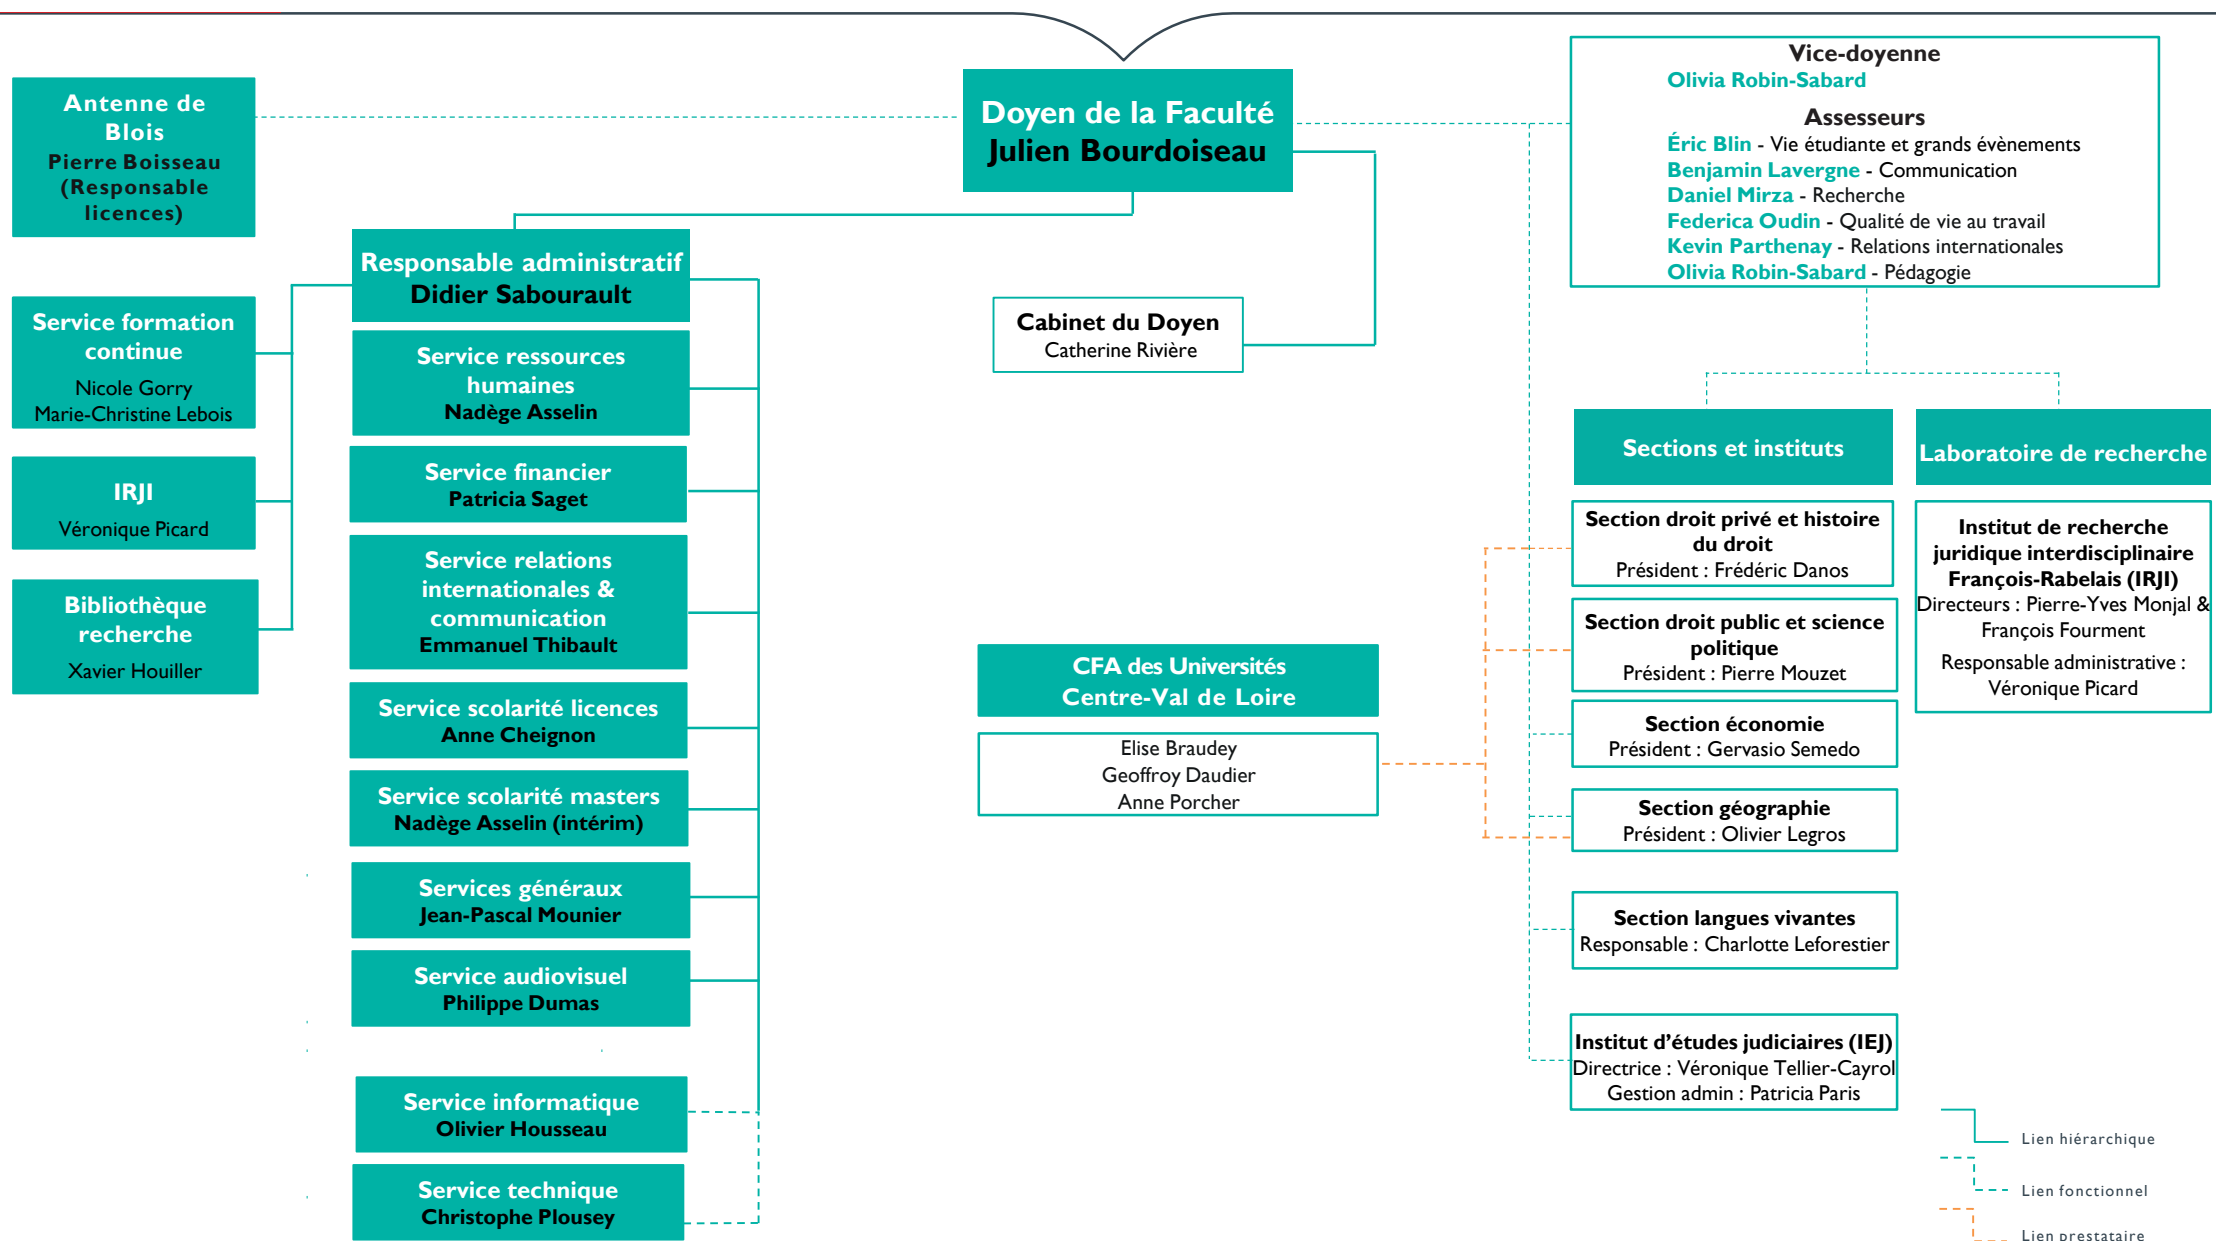 Antenne de
Blois
Pierre Boisseau
(Responsable
licences)
Doyen de la Faculté
Julien Bourdoiseau
Vice-doyenne
Olivia Robin-Sabard
Assesseurs
Éric Blin - Vie étudiante et grands évènements
Benjamin Lavergne - Communication
Daniel Mirza - Recherche
Federica Oudin - Qualité de vie au travail
Kevin Parthenay - Relations internationales
Olivia Robin-Sabard - Pédagogie
Responsable administratif
Didier Sabourault
Cabinet du Doyen
Catherine Rivière
Service formation
continue
Nicole Gorry
Marie-Christine Lebois
IRJI
Véronique Picard
Bibliothèque
recherche
Xavier Houiller
Service ressources
humaines
Nadège Asselin
Service financier
Patricia Saget
Service relations
internationales &
communication
Emmanuel Thibault
Service scolarité licences
Anne Cheignon
Service scolarité masters
Nadège Asselin (intérim)
Services généraux
Jean-Pascal Mounier
Service audiovisuel
Philippe Dumas
Service informatique
Olivier Housseau
Service technique
Christophe Plousey
CFA des Universités
Centre-Val de Loire
Elise Braudey
Geoffroy Daudier
Anne Porcher
Sections et instituts
Section droit privé et histoire
du droit
Président : Frédéric Danos
Section droit public et science
politique
Président : Pierre Mouzet
Section économie
Président : Gervasio Semedo
Section géographie
Président : Olivier Legros
Section langues vivantes
Responsable : Charlotte Leforestier
Institut d'études judiciaires (IEJ)
Directrice : Véronique Tellier-Cayrol
Gestion admin : Patricia Paris
Laboratoire de recherche
Institut de recherche
juridique interdisciplinaire
François-Rabelais (IRJI)
Directeurs : Pierre-Yves Monjal &
François Fourment
Responsable administrative :
Véronique Picard
Lien hiérarchique
Lien fonctionnel
Lien prestataire